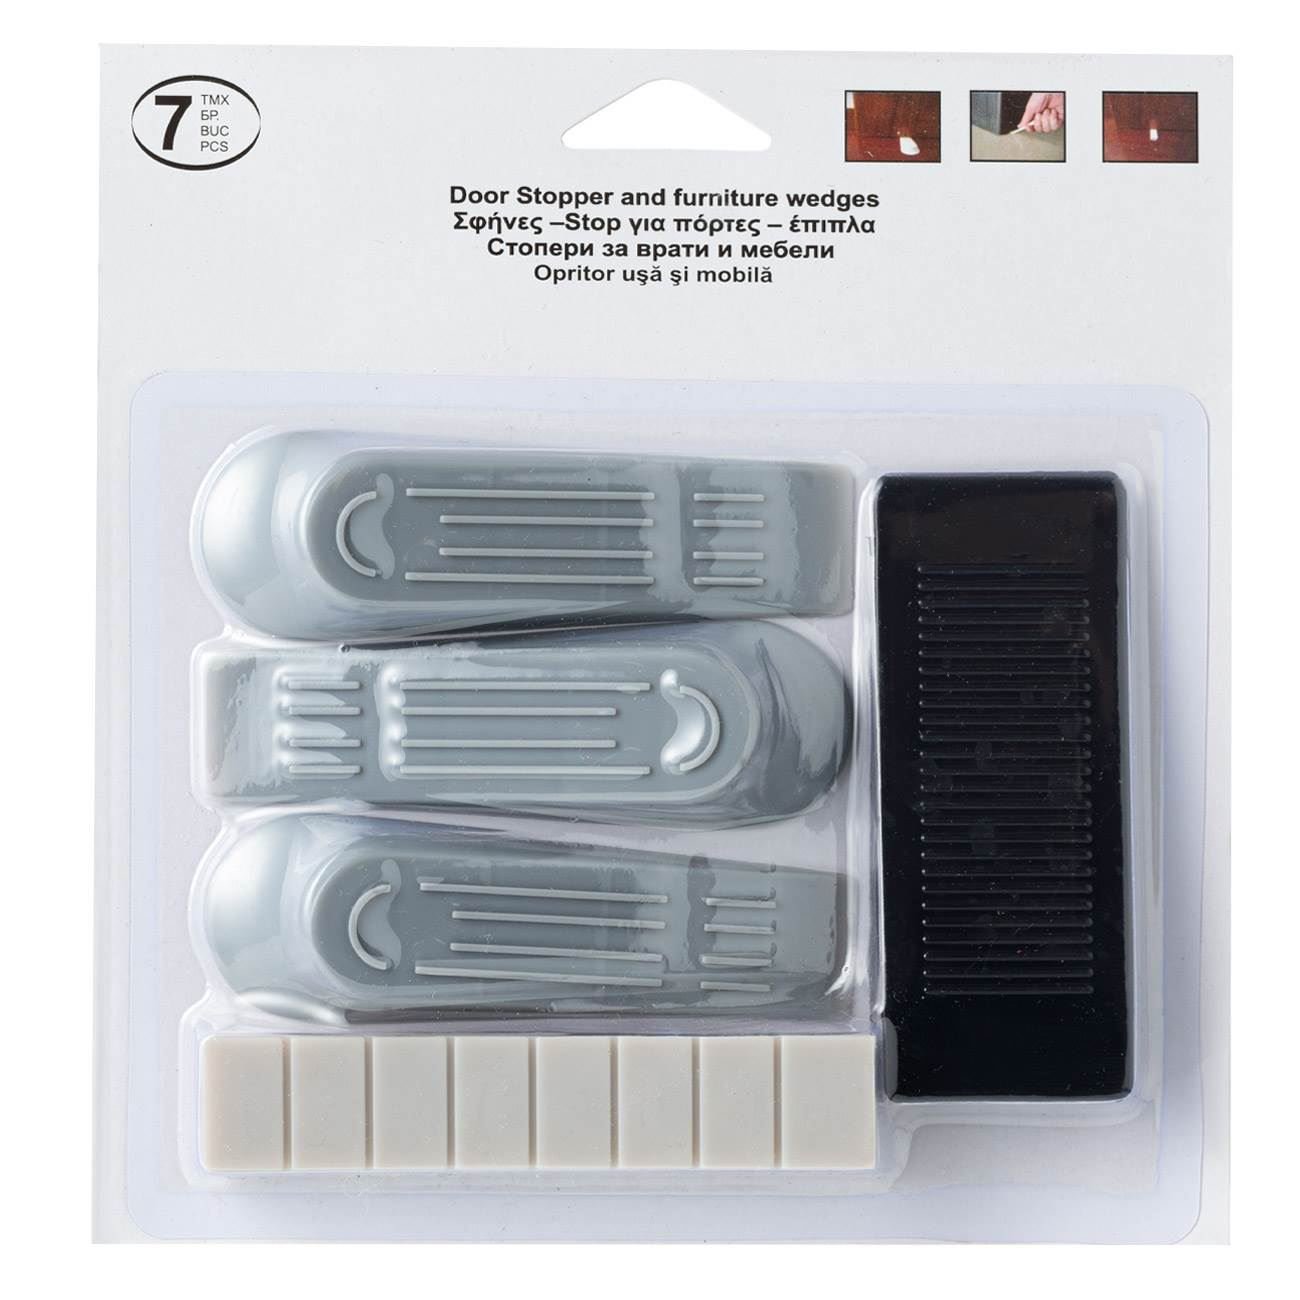 7
ΤΜΧ
БР.
BUC
PCS
Door Stopper and furniture wedges
Σφήνες –Stop για πόρτες – έπιπλα
Стопери за врати и мебели
Opritor uşă şi mobilă